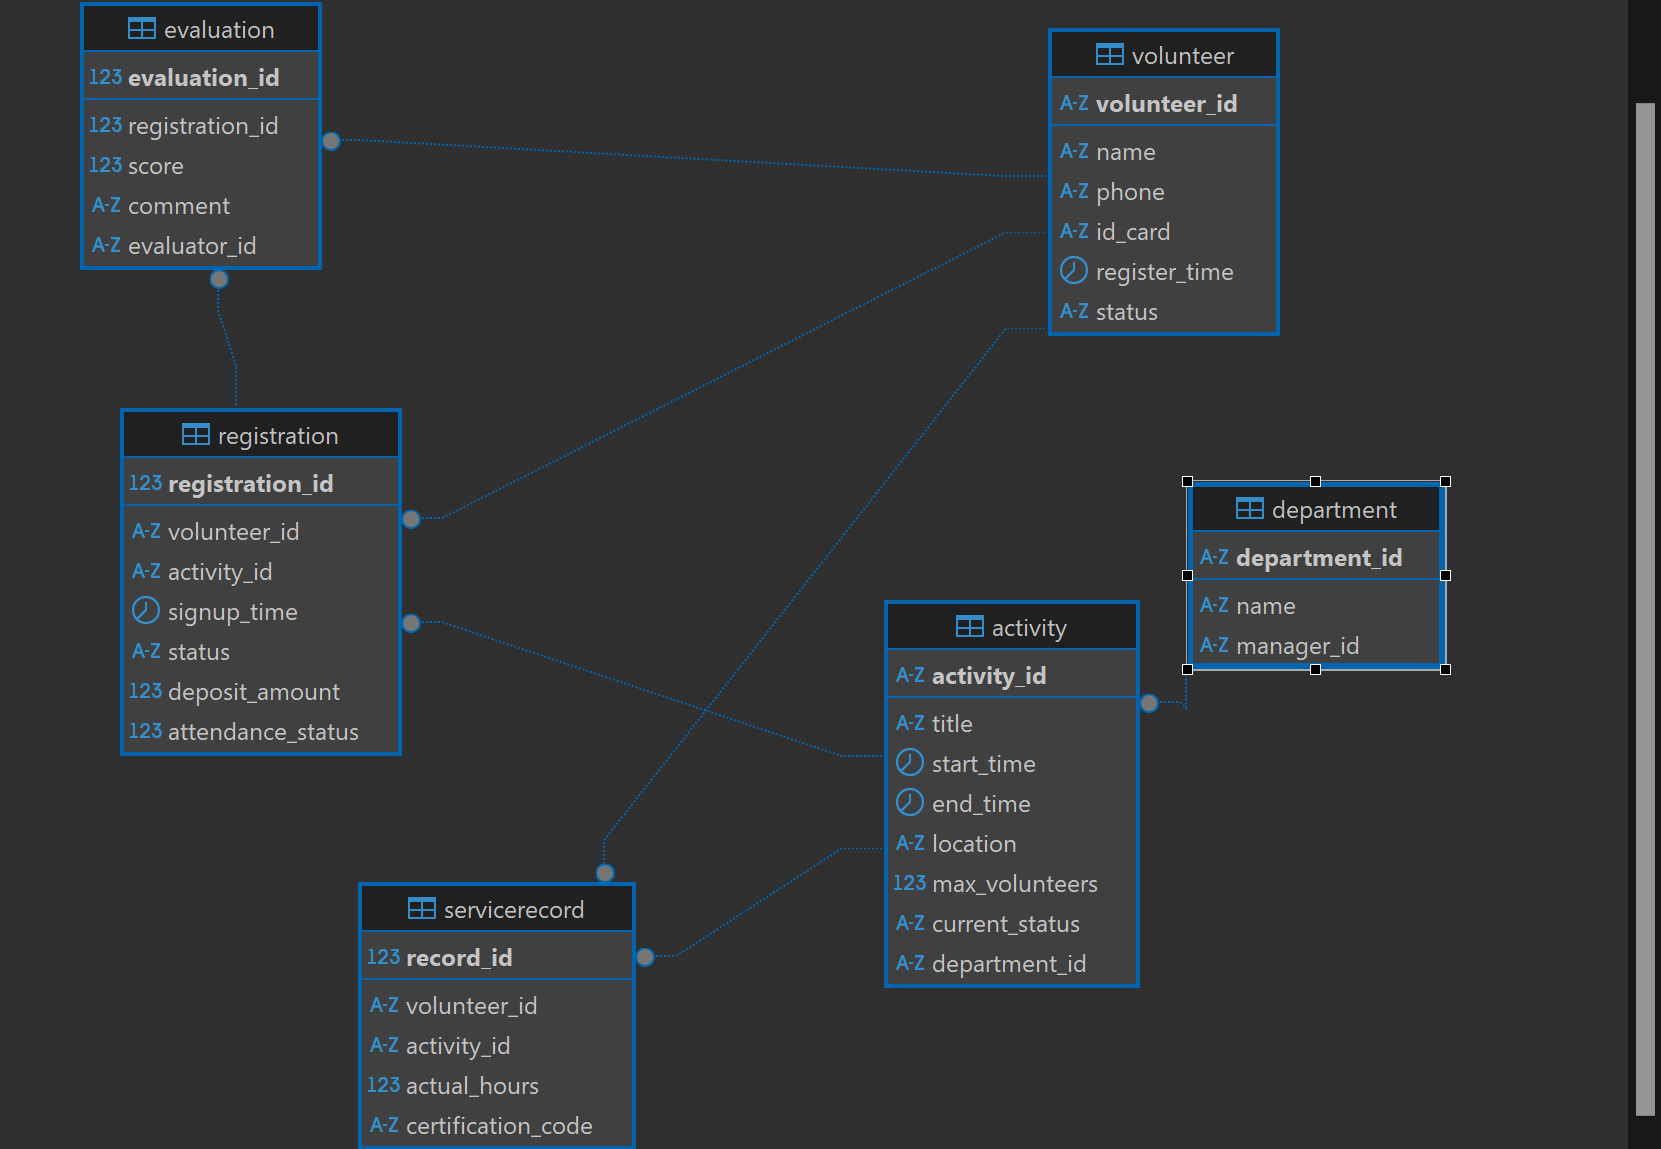 evaluation
123 evaluation_id
123 registration_id
123 score
A-Z comment
A-Z evaluator_id
volunteer
A-Z volunteer_id
A-Z name
A-Z phone
A-Z id_card
register_time
A-Z status
registration
123 registration_id
A-Z volunteer_id
A-Z activity_id
signup_time
A-Z status
123 deposit_amount
123 attendance_status
department
A-Z department_id
A-Z name
A-Z manager_id
activity
A-Z activity_id
A-Z title
start_time
end_time
A-Z location
123 max_volunteers
A-Z current_status
A-Z department_id
servicerecord
123 record_id
A-Z volunteer_id
A-Z activity_id
123 actual_hours
A-Z certification_code